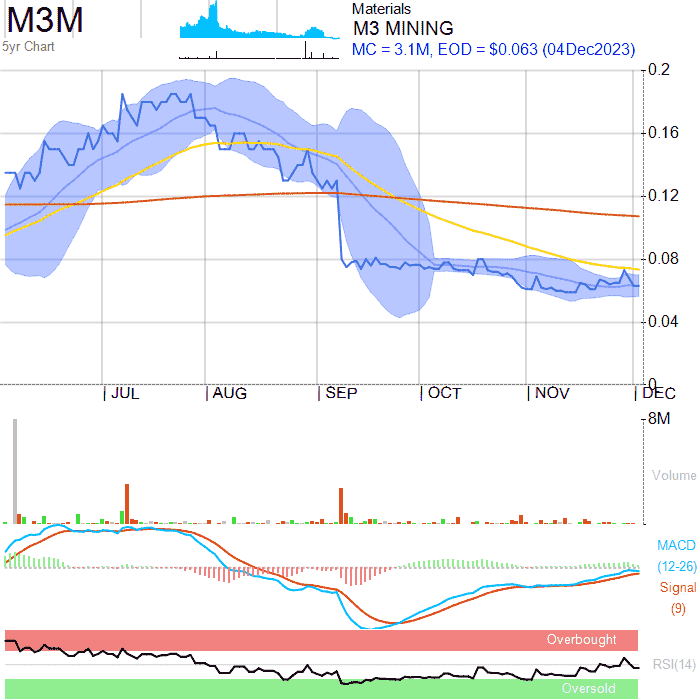 M3M
5yr Chart
Materials
M3 MINING
MC = 3.1M, EOD = $0.063 (04Dec2023)
0.2
0.16
0.12
0.08
0.04
0
JUL AUG SEP OCT NOV DEC
8M
Volume
MACD
(12-26)
Signal
(9)
Overbought
RSI(14)
Oversold